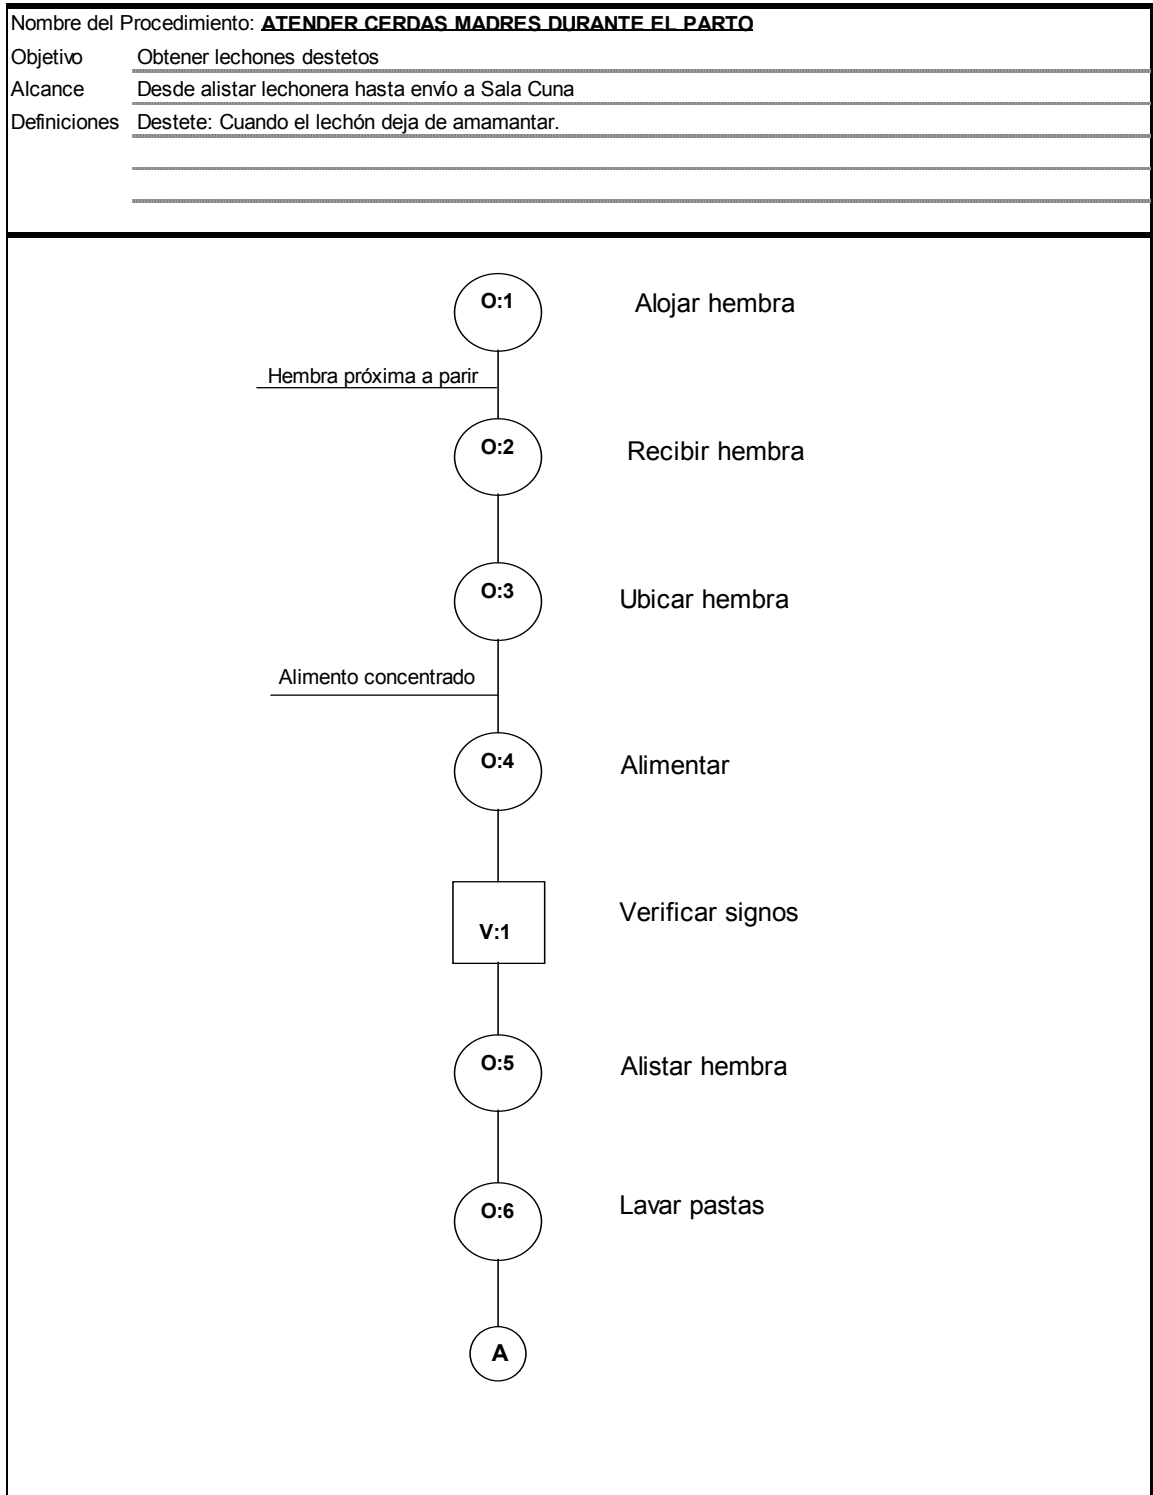 Nombre del Procedimiento: ATENDER CERDAS MADRES DURANTE EL PARTO
Objetivo Obtener lechones destetos
Alcance Desde alistar lechonera hasta envío a Sala Cuna
Definiciones Destete: Cuando el lechón deja de amamantar.
O:1 Alojar hembra
Hembra próxima a parir
O:2 Recibir hembra
O:3 Ubicar hembra
Alimento concentrado
O:4 Alimentar
V:1 Verificar signos
O:5 Alistar hembra
O:6 Lavar pastas
A